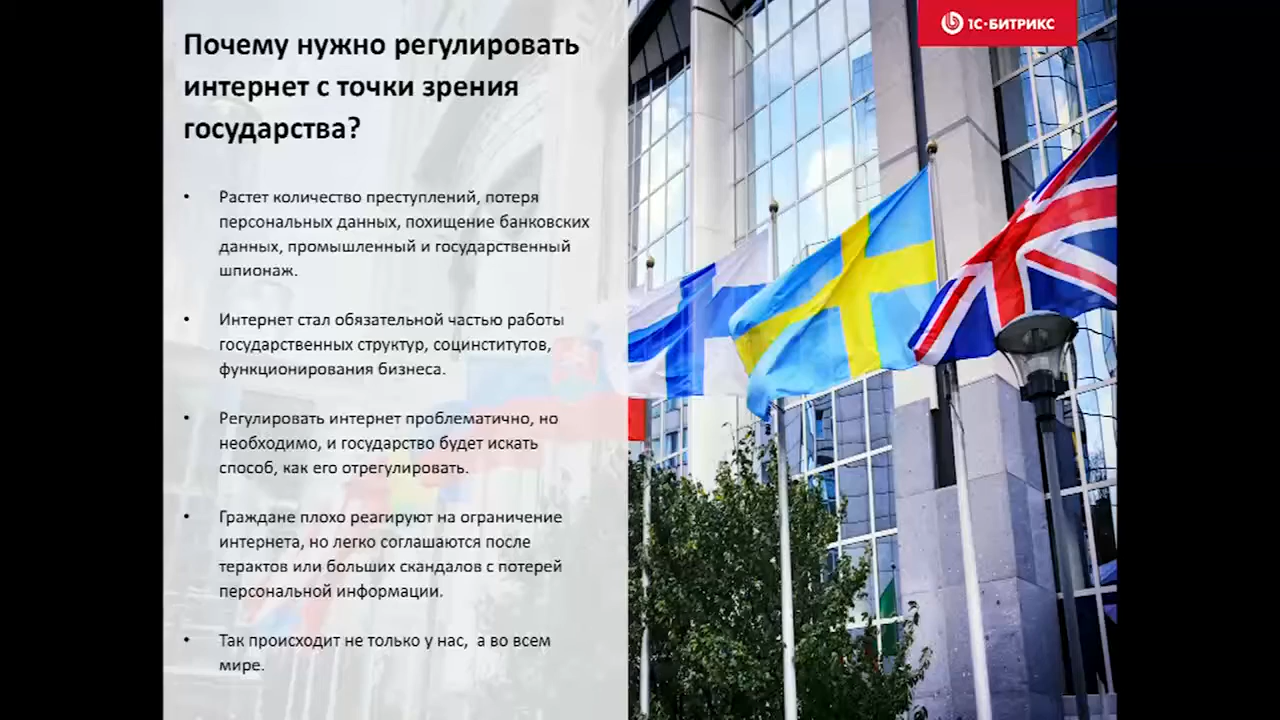 1С-БИТРИКС
Почему нужно регулировать
интернет с точки зрения
государства?
• Растет количество преступлений, потеря
персональных данных, похищение банковских
данных, промышленный и государственный
шпионаж.
• Интернет стал обязательной частью работы
государственных структур, социнститутов,
функционирования бизнеса.
• Регулировать интернет проблематично, но
необходимо, и государство будет искать
способ, как его отрегулировать.
• Граждане плохо реагируют на ограничение
интернета, но легко соглашаются после
терактов или больших скандалов с потерей
персональной информации.
• Так происходит не только у нас,  а во всем
мире.